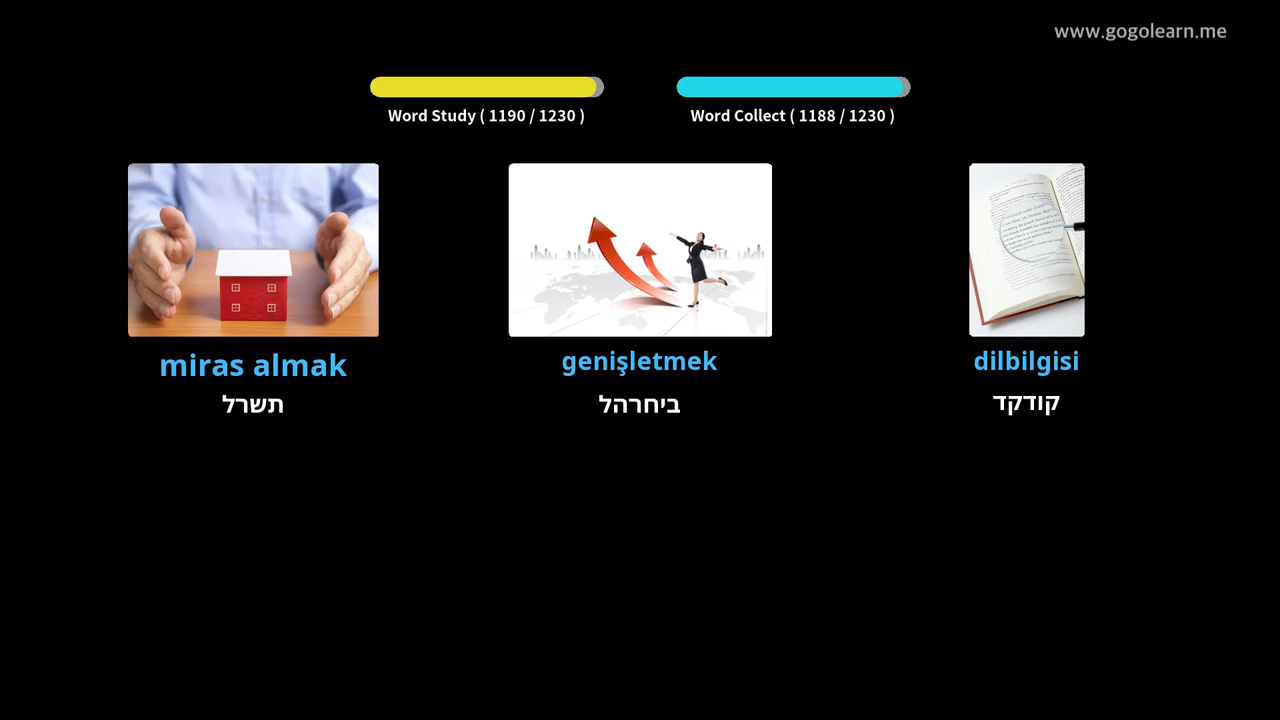 www.gogolearn.me
Word Study ( 1190 / 1230 )
Word Collect ( 1188 / 1230 )
miras almak
תשרל
genişletmek
ביחרהל
dilbilgisi
קודקד